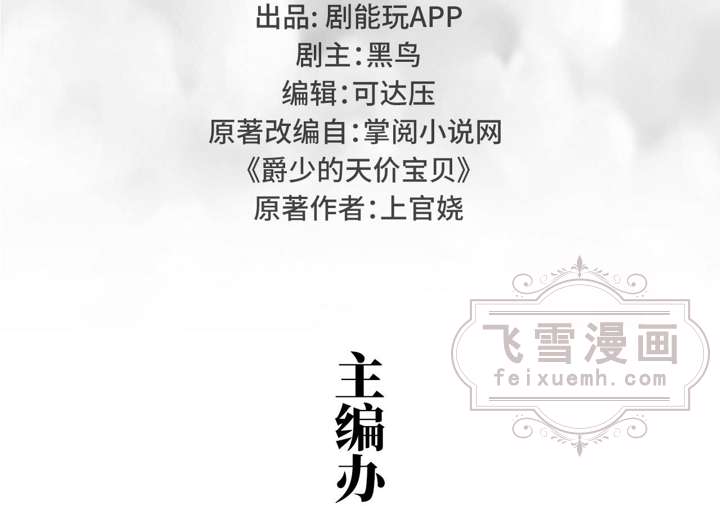 出品: 剧能玩APP
剧主：黑鸟
编辑：可达压
原著改编自：掌阅小说网
《爵少的天价宝贝》
原著作者：上官娆
飞雪漫画
feixuemh.com
主编办